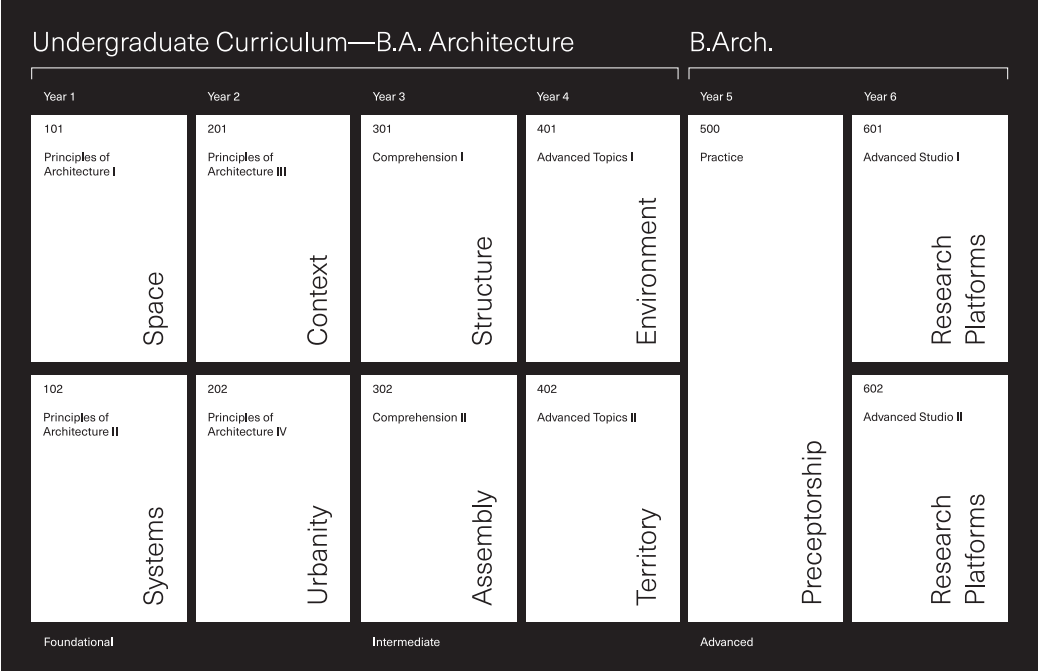 Undergraduate Curriculum—B.A. Architecture
B.Arch.
Year 1
Year 2
Year 3
Year 4
Year 5
Year 6
101
Principles of
Architecture I
Space
201
Principles of
Architecture III
Context
301
Comprehension I
Structure
401
Advanced Topics I
Environment
500
Practice
Preceptorship
601
Advanced Studio I
Research
Platforms
102
Principles of
Architecture II
Systems
202
Principles of
Architecture IV
Urbanity
302
Comprehension II
Assembly
402
Advanced Topics II
Territory
602
Advanced Studio II
Research
Platforms
Foundational
Intermediate
Advanced